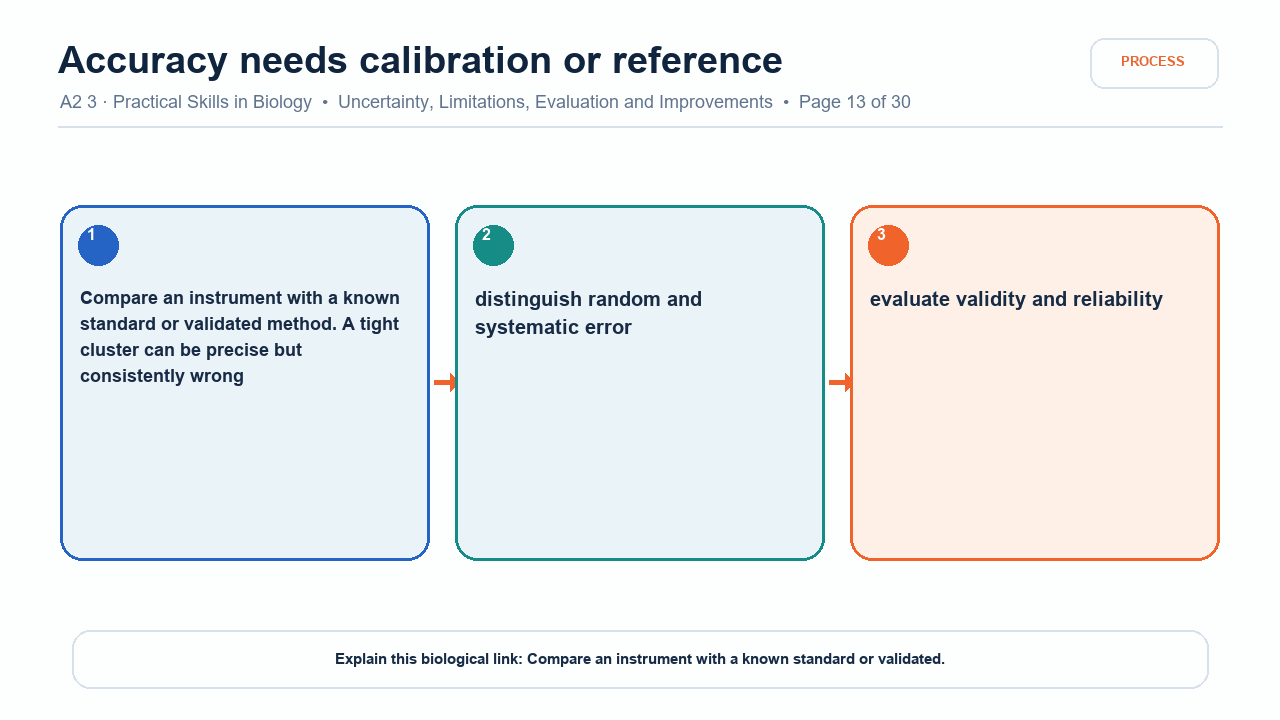 Accuracy needs calibration or reference
PROCESS
A2 3 · Practical Skills in Biology • Uncertainty, Limitations, Evaluation and Improvements • Page 13 of 30
1
Compare an instrument with a known
standard or validated method. A tight
cluster can be precise but
consistently wrong
2
distinguish random and
systematic error
3
evaluate validity and reliability
Explain this biological link: Compare an instrument with a known standard or validated.